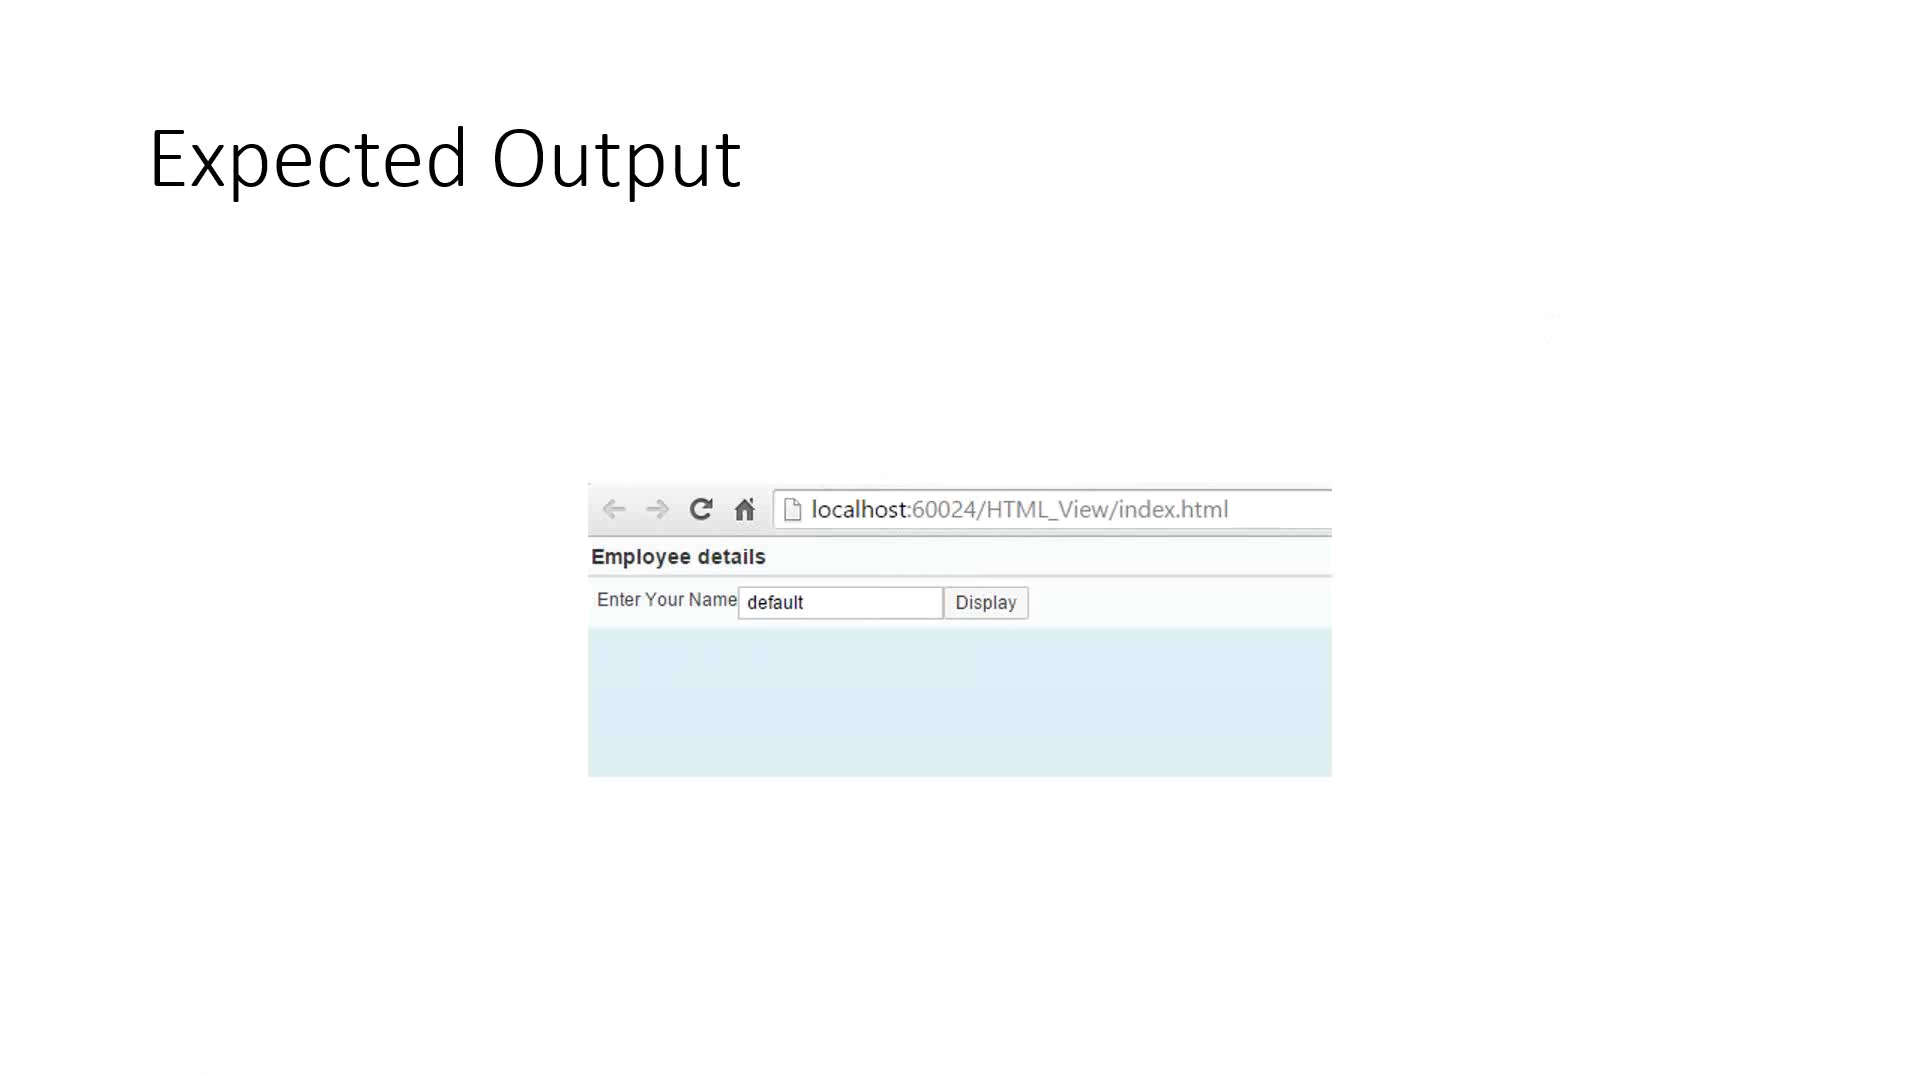 Expected Output
localhost:60024/HTML_View/index.html
Employee details
Enter Your Name default Display